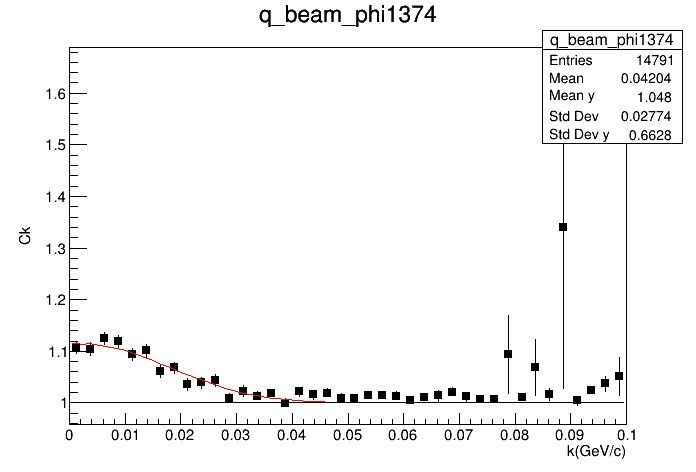 q_beam_phi1374
q_beam_phi1374
Entries 14791
Mean 0.04204
Mean y 1.048
Std Dev 0.02774
Std Dev y 0.6628
Ck
1.6
1.5
1.4
1.3
1.2
1.1
1
0 0.01 0.02 0.03 0.04 0.05 0.06 0.07 0.08 0.09 0.1
k(GeV/c)